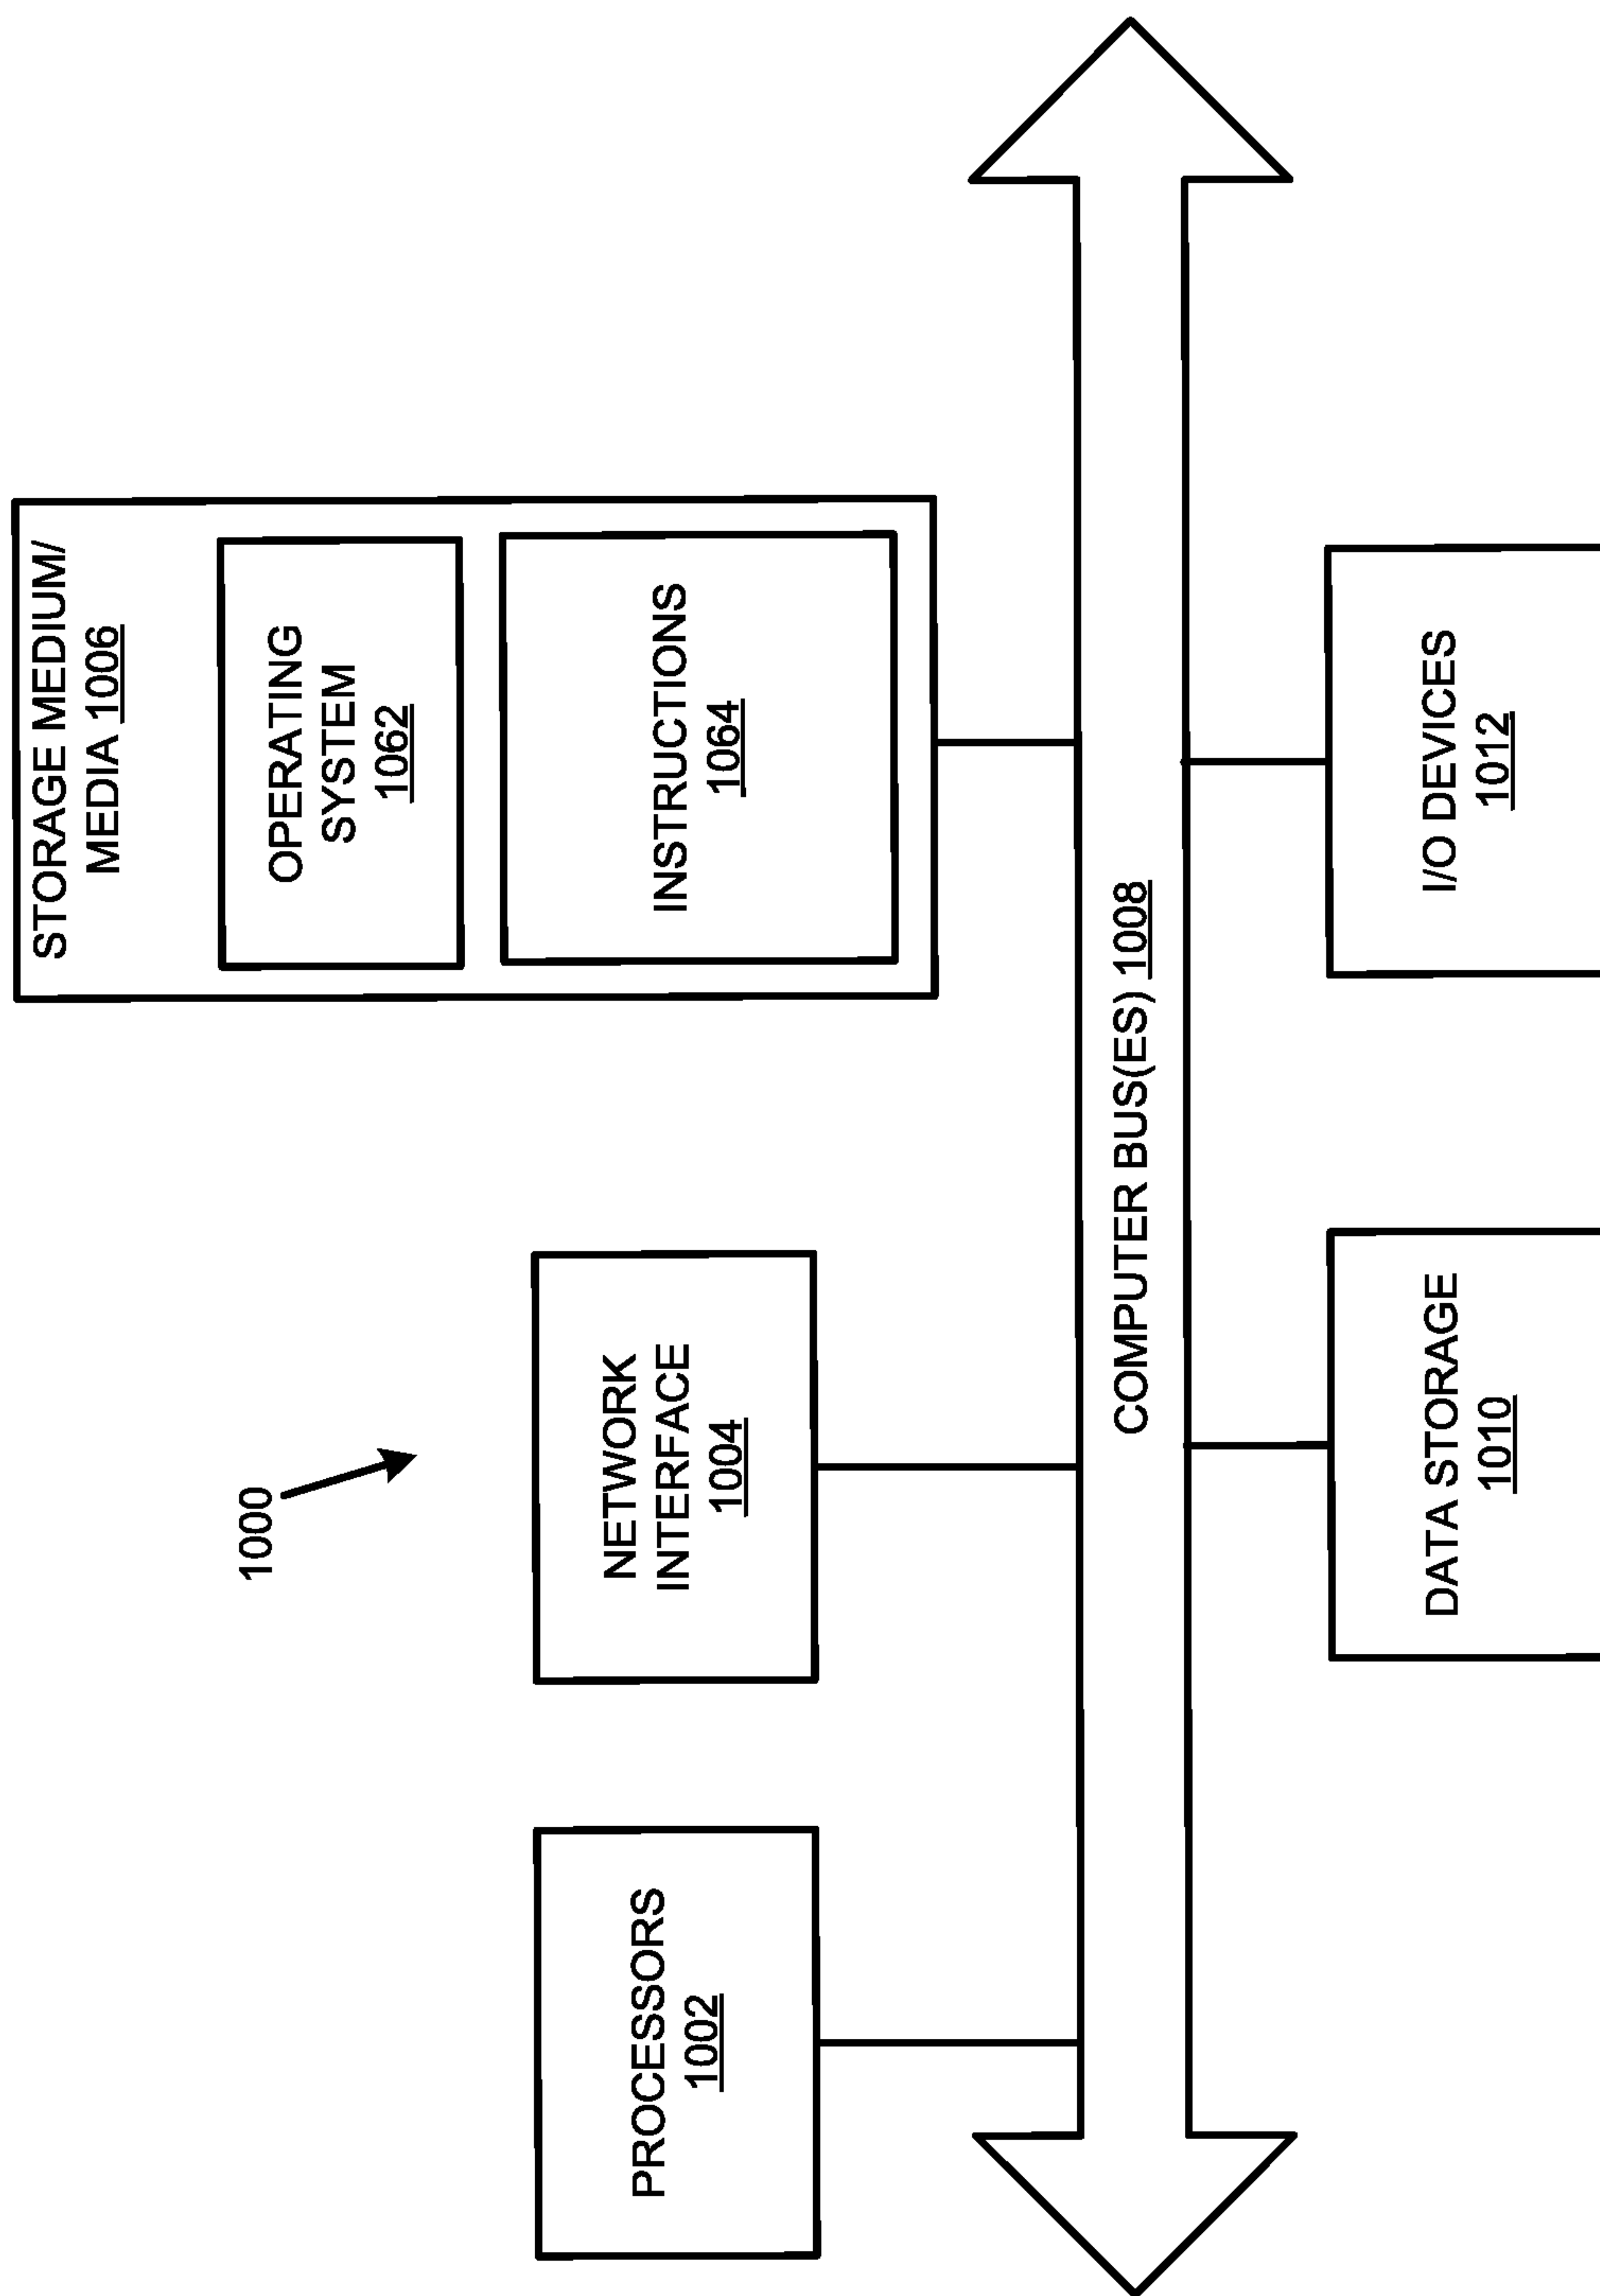 1000
PROCESSORS
1002
NETWORK
INTERFACE
1004
STORAGE MEDIUM/
MEDIA 1006
OPERATING
SYSTEM
1062
INSTRUCTIONS
1064
COMPUTER BUS(ES) 1008
DATA STORAGE
1010
I/O DEVICES
1012